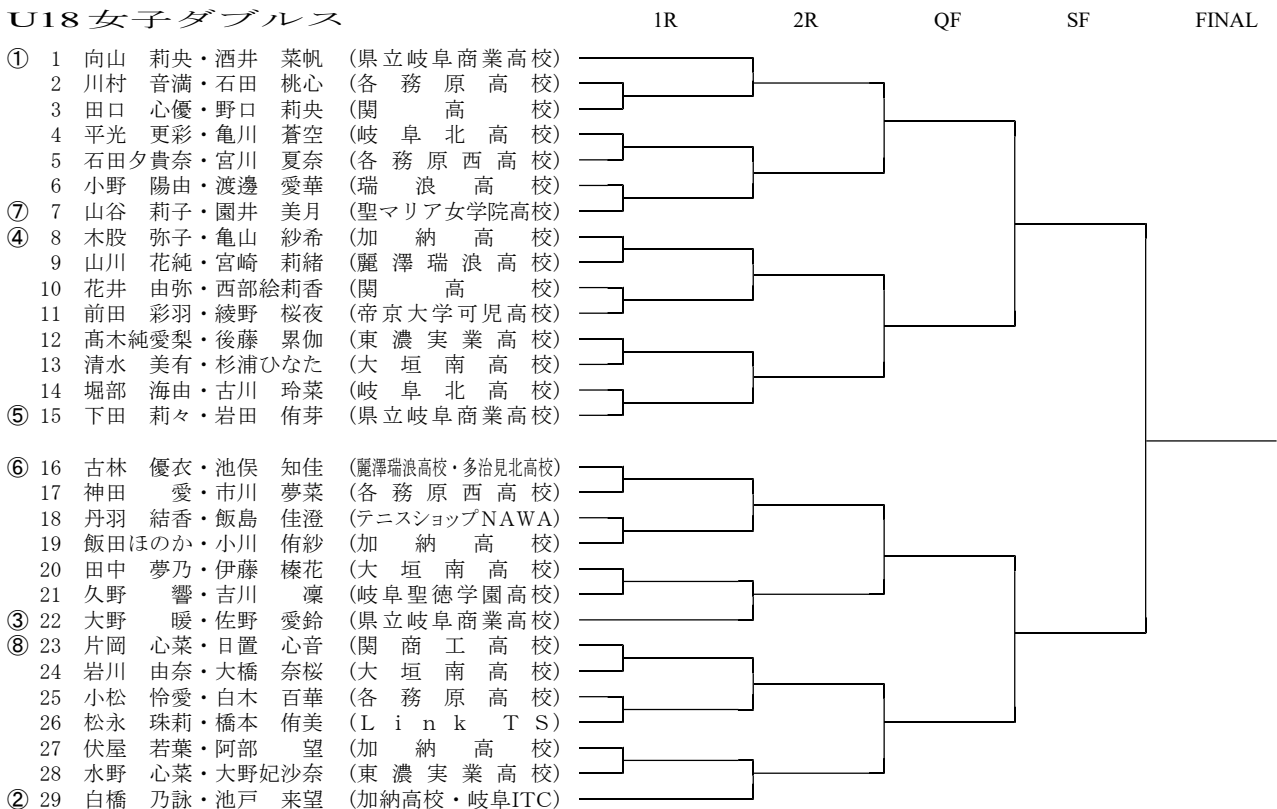 U18女子ダブルス 1R 2R QF SF FINAL
① 1 向山 莉央・酒井 菜帆 (県立岐阜商業高校)
2 川村 音満・石田 桃心 (各務原高校)
3 田口 心優・野口 莉央 (関高校)
4 平光 更彩・亀川 蒼空 (岐阜北高校)
5 石田夕貴奈・宮川 夏奈 (各務原西高校)
6 小野 陽由・渡邊 愛華 (瑞浪高校)
⑦ 7 山谷 莉子・園井 美月 (聖マリア女学院高校)
④ 8 木股 弥子・亀山 紗希 (加納高校)
9 山川 花純・宮崎 莉緒 (麗澤瑞浪高校)
10 花井 由弥・西部絵莉香 (関高校)
11 前田 彩羽・綾野 桜夜 (帝京大学可児高校)
12 髙木純愛梨・後藤 累伽 (東濃実業高校)
13 清水 美有・杉浦ひなた (大垣南高校)
14 堀部 海由・古川 玲菜 (岐阜北高校)
⑤ 15 下田 莉々・岩田 侑芽 (県立岐阜商業高校)
⑥ 16 古林 優衣・池俣 知佳 (麗澤瑞浪高校・多治見北高校)
17 神田 愛・市川 夢菜 (各務原西高校)
18 丹羽 結香・飯島 佳澄 (テニスショップNAWA)
19 飯田ほのか・小川 侑紗 (加納高校)
20 田中 夢乃・伊藤 榛花 (大垣南高校)
21 久野 響・吉川 凜 (岐阜聖徳学園高校)
③ 22 大野 暖・佐野 愛鈴 (県立岐阜商業高校)
⑧ 23 片岡 心菜・日置 心音 (関商工高校)
24 岩川 由奈・大橋 奈桜 (大垣南高校)
25 小松 怜愛・白木 百華 (各務原高校)
26 松永 珠莉・橋本 侑美 (Link TS)
27 伏屋 若葉・阿部 望 (加納高校)
28 水野 心菜・大野妃沙奈 (東濃実業高校)
② 29 白橋 乃詠・池戸 来望 (加納高校・岐阜ITC)